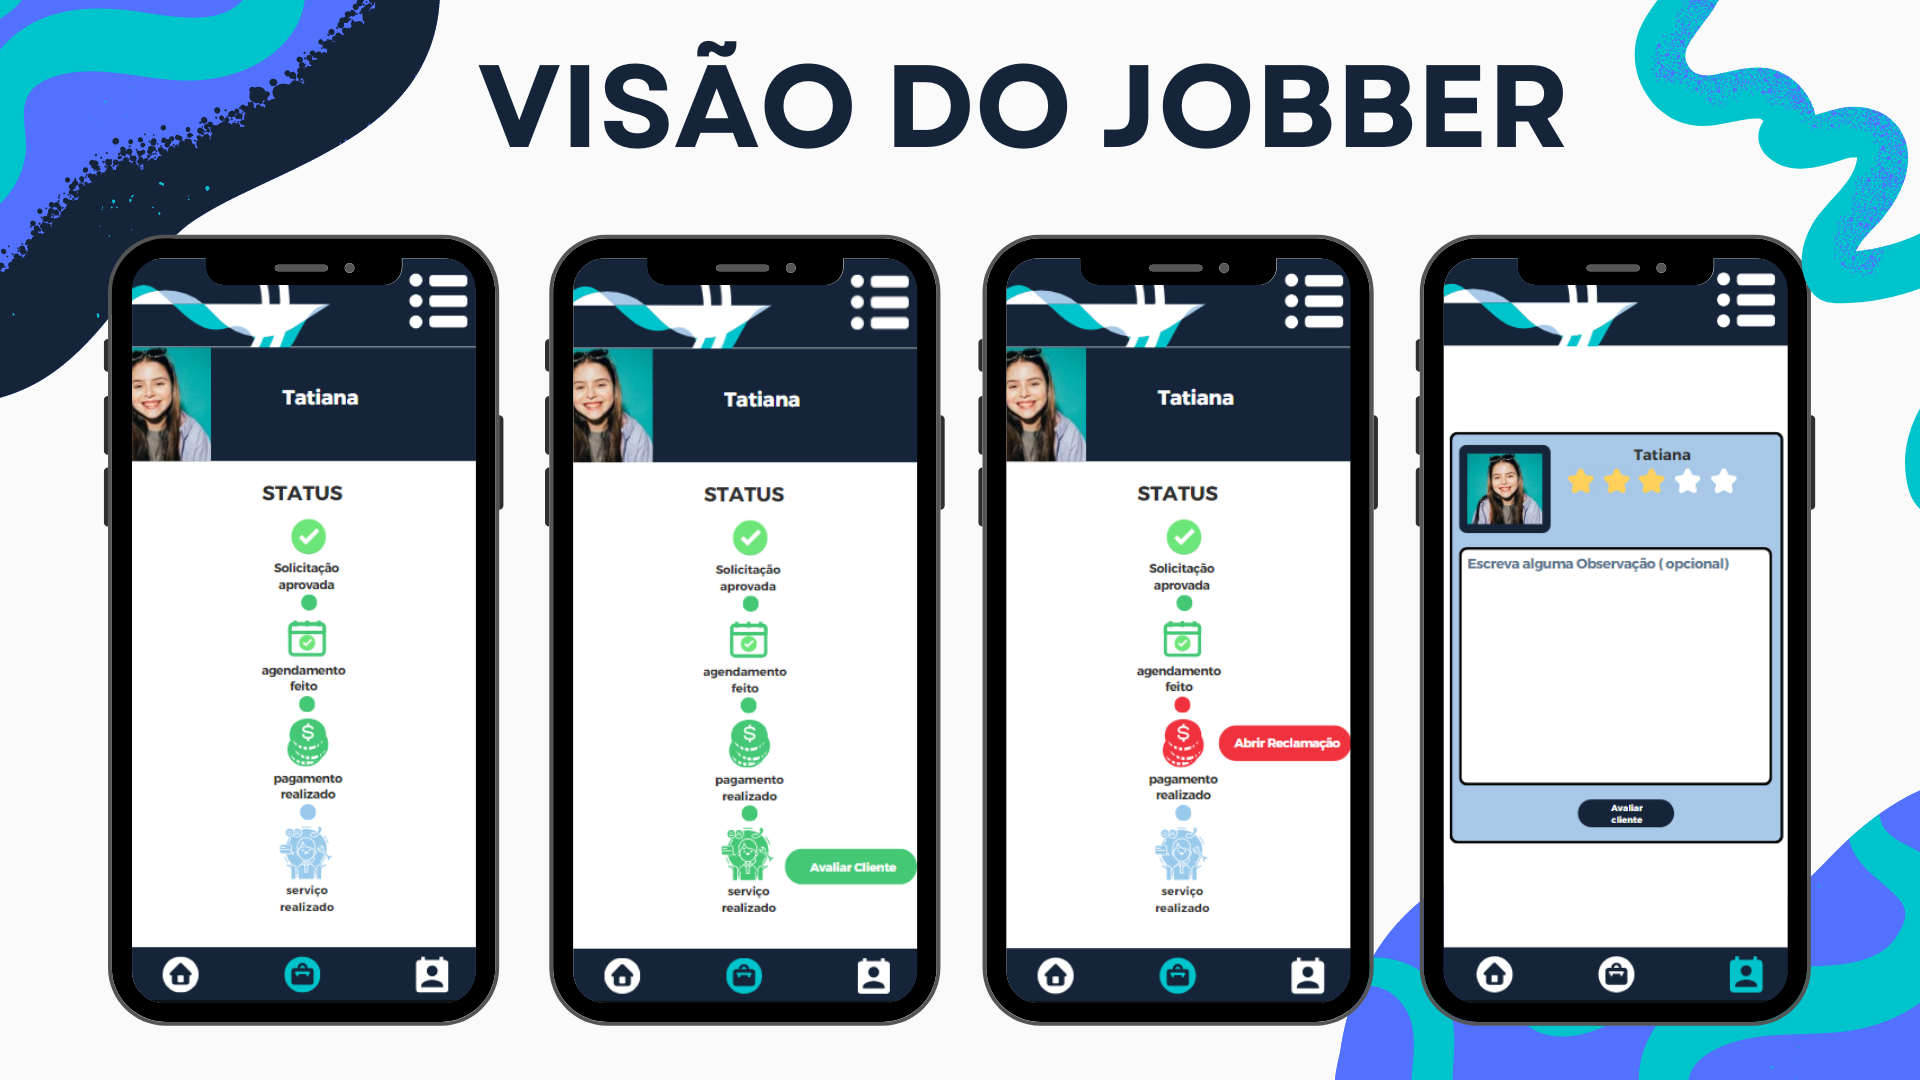 VISÃO DO JOBBER
Tatiana
STATUS
Solicitação
aprovada
agendamento
feito
$
pagamento
realizado
serviço
realizado
Tatiana
STATUS
Solicitação
aprovada
agendamento
feito
$
pagamento
realizado
Avaliar Cliente
serviço
realizado
Tatiana
STATUS
Solicitação
aprovada
agendamento
feito
$
Abrir Reclamação
pagamento
realizado
serviço
realizado
Tatiana
Escreva alguma Observação ( opcional)
Avaliar
cliente